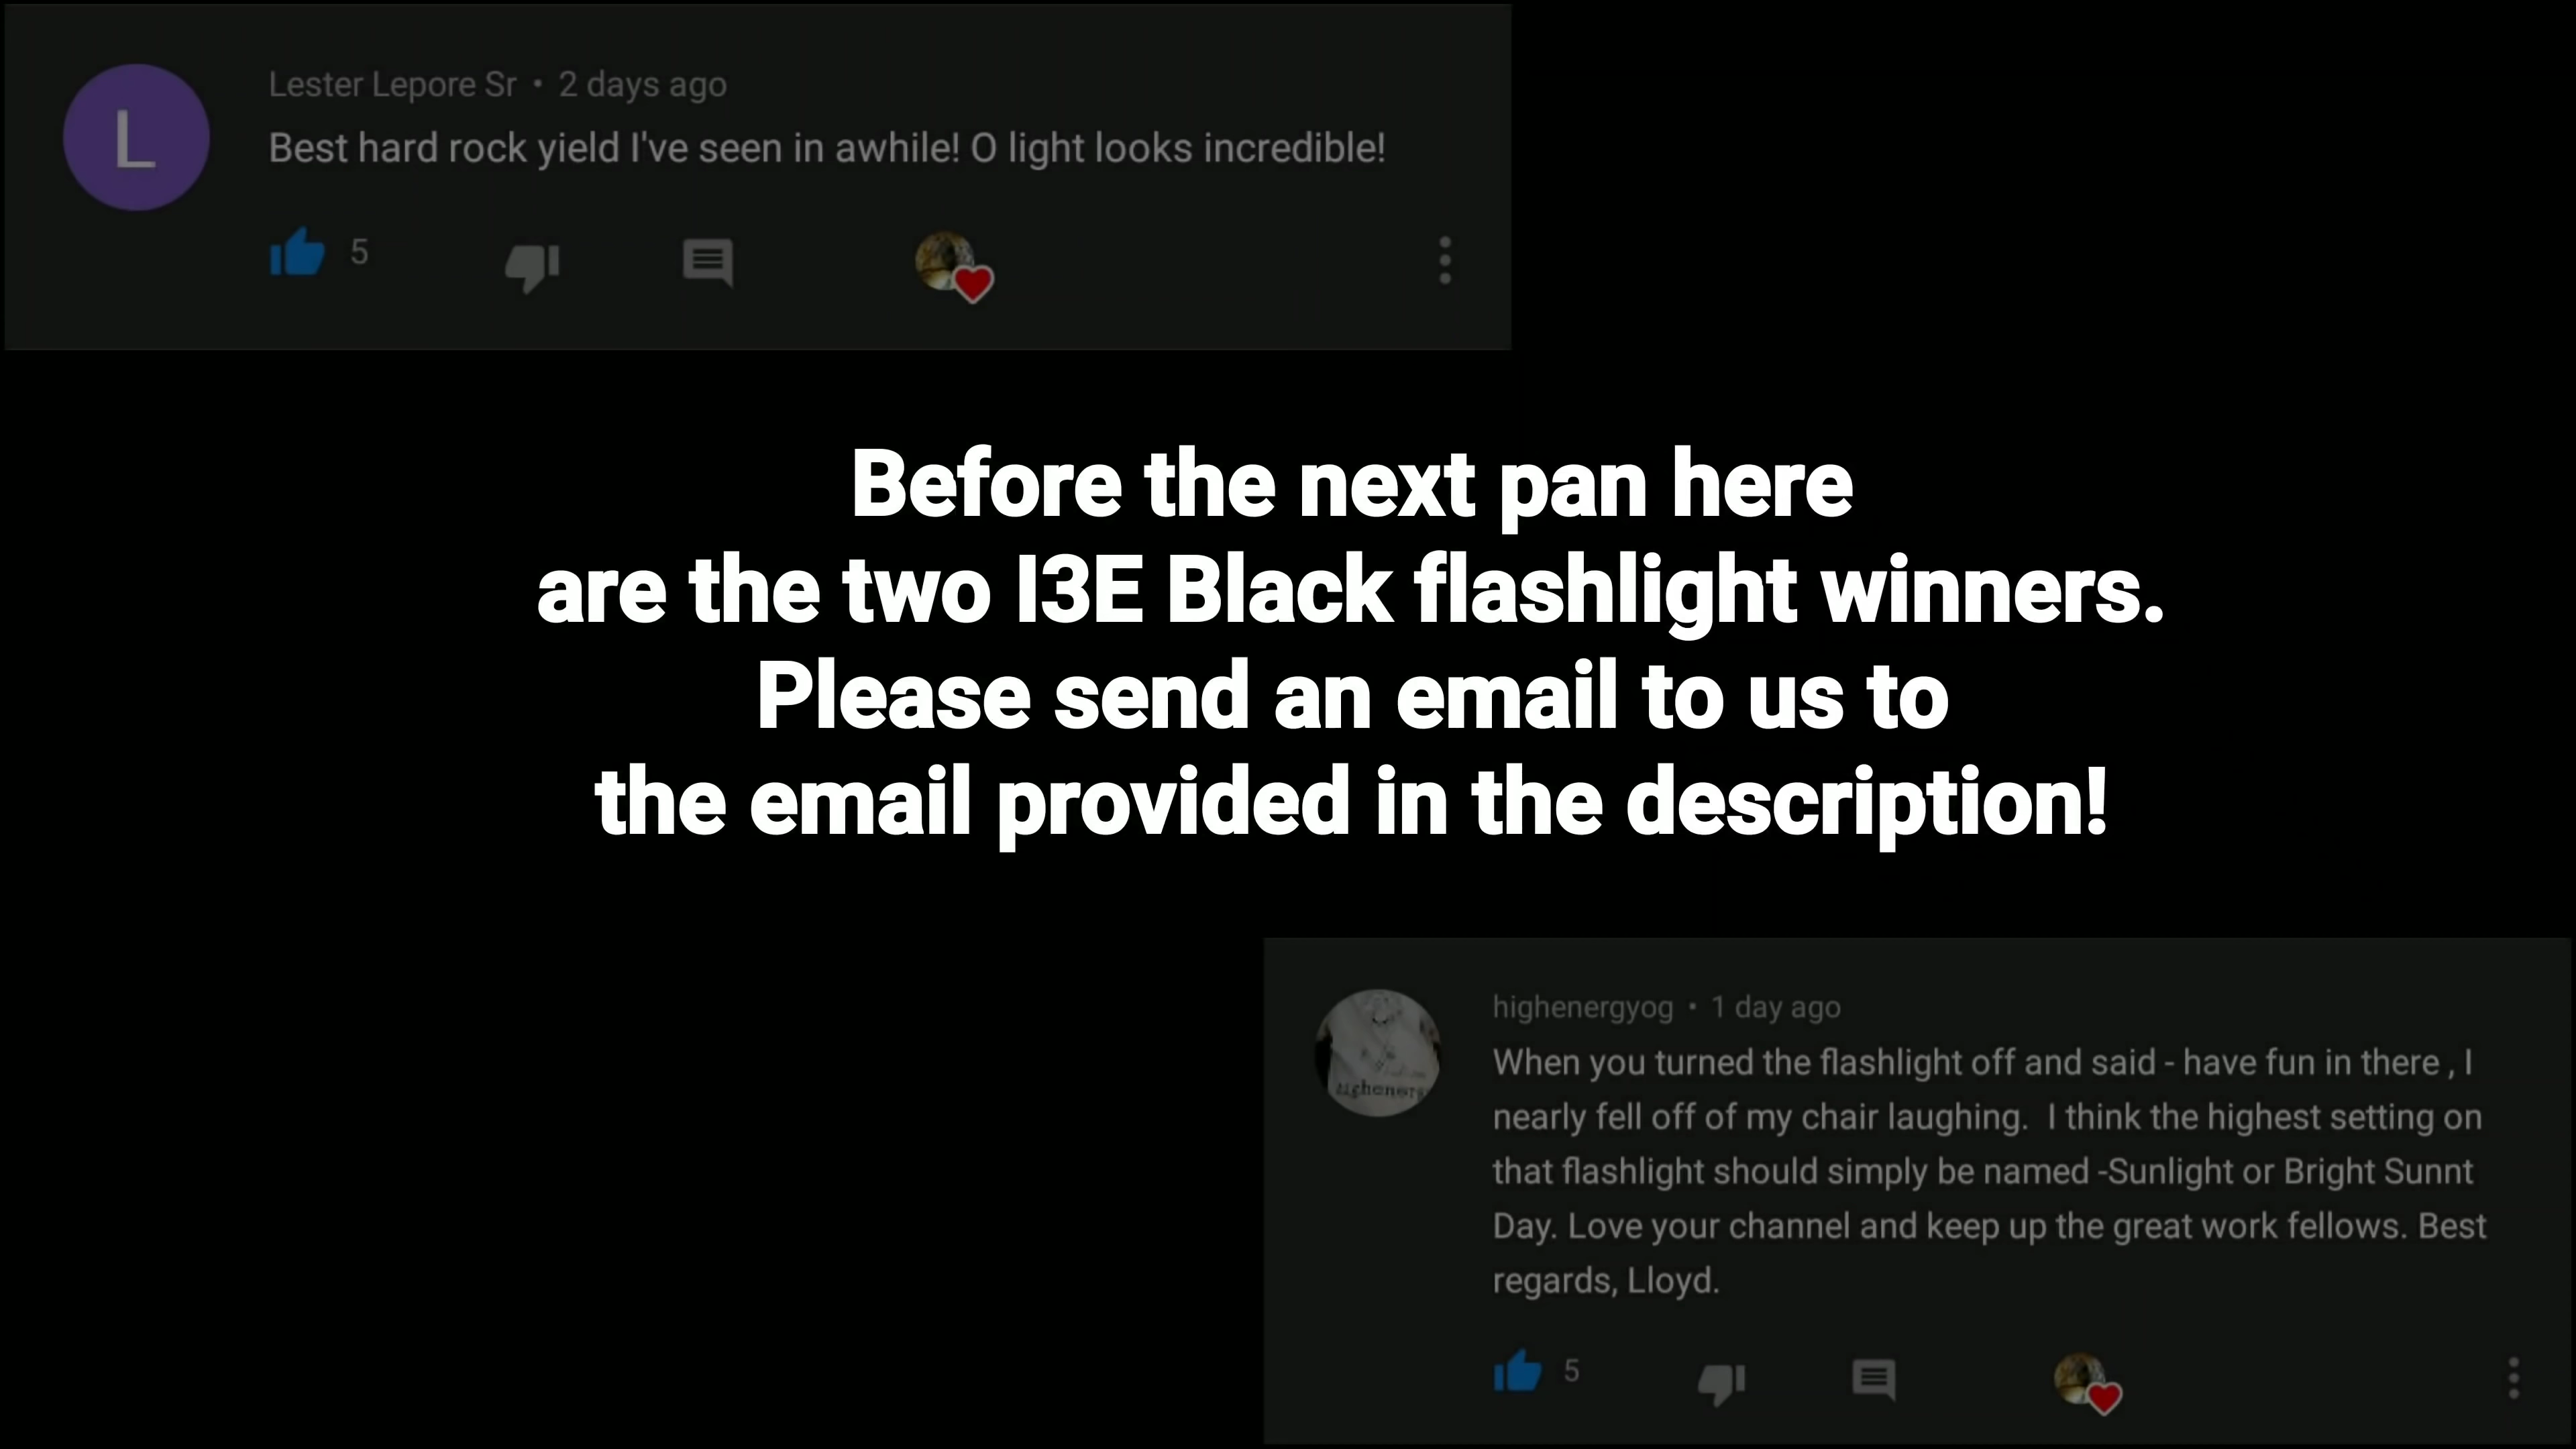 L
Lester Lepore Sr • 2 days ago
Best hard rock yield I've seen in awhile! O light looks incredible!
5
Before the next pan here
are the two I3E Black flashlight winners.
Please send an email to us to
the email provided in the description!
highenergyog • 1 day ago
When you turned the flashlight off and said - have fun in there , I
nearly fell off of my chair laughing.  I think the highest setting on
that flashlight should simply be named -Sunlight or Bright Sunnt
Day. Love your channel and keep up the great work fellows. Best
regards, Lloyd.
5